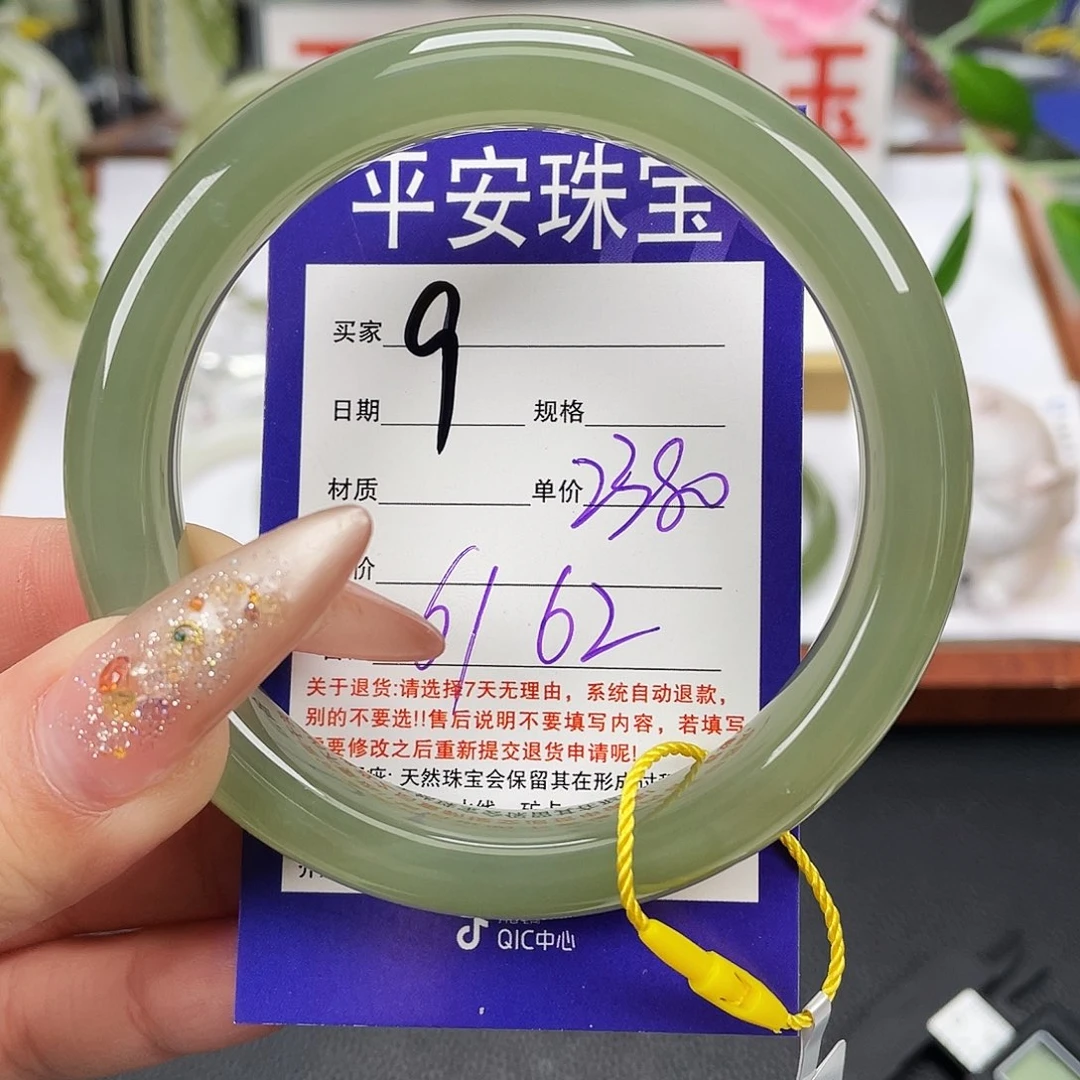 玉
平安珠宝
买家 9
日期 规格
材质 单价 2380
价
61 62
关于退货:请选择7天无理由，系统自动退款，
别的不要选!!售后说明不要填写内容，若填写
要修改之后重新提交退货申请呢!
天然珠宝会保留其在形成过程
QIC中心